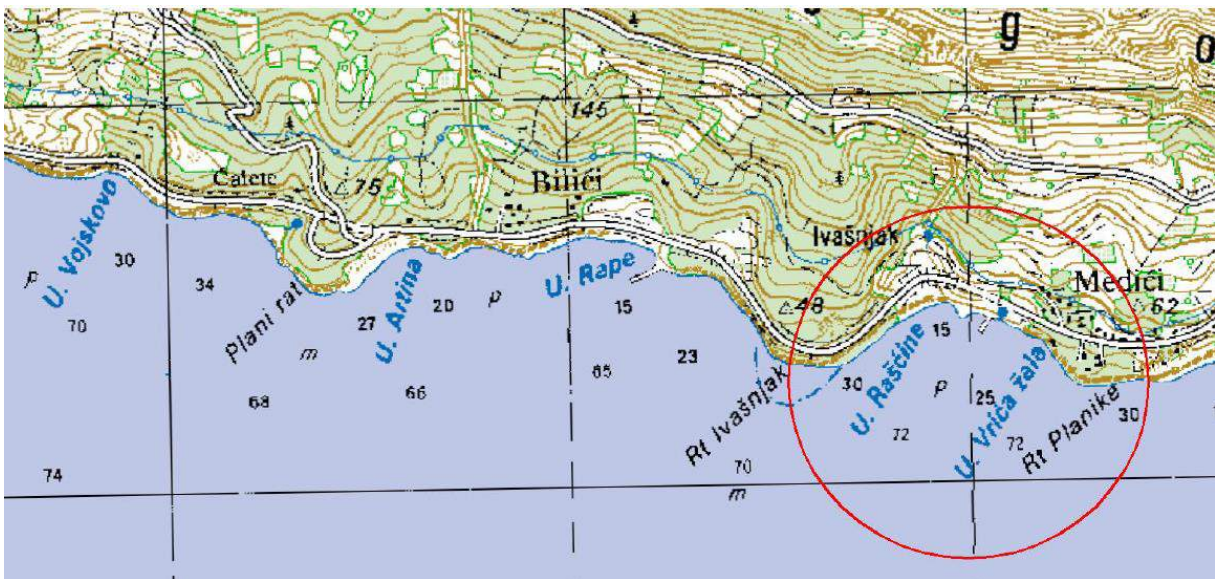 g
o
145
Čalete
75
Bilići
Ivašnjak
Medići
62
48
U. Vojskovo
p
30
70
34
Plani rat
27
m
68
U. Artina
20
p
66
U. Rape
15
65
23
Rt Ivašnjak
70
m
30
U. Raščine
15
p
72
25
U. Vrića žala
72
Rt Planike
30
74